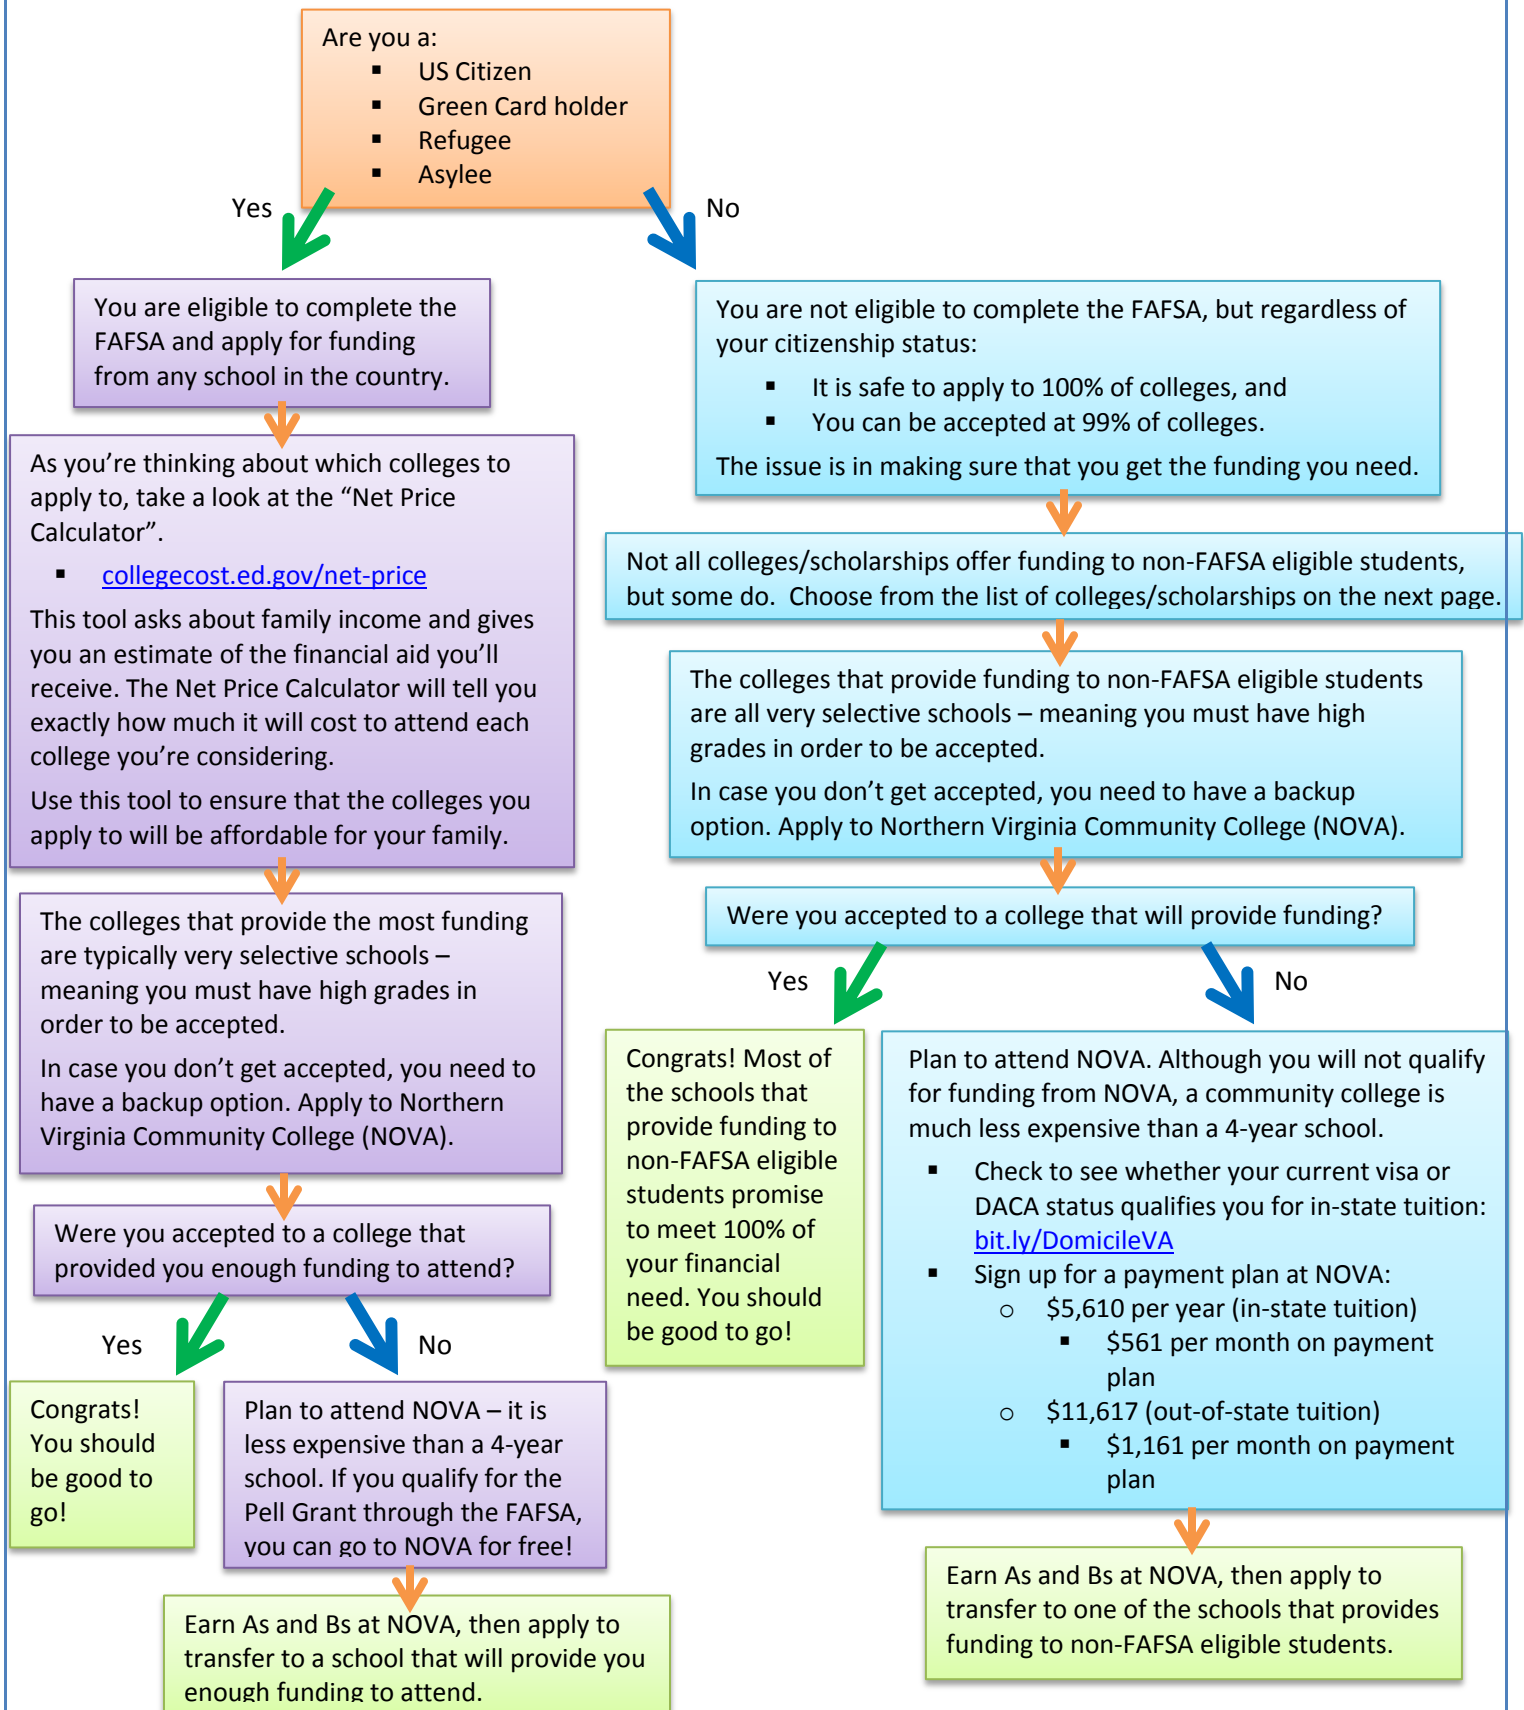 Are you a:
▪ US Citizen
▪ Green Card holder
▪ Refugee
▪ Asylee
Yes
No
You are eligible to complete the
FAFSA and apply for funding
from any school in the country.
As you’re thinking about which colleges to
apply to, take a look at the “Net Price
Calculator”.
▪ collegecost.ed.gov/net-price
This tool asks about family income and gives
you an estimate of the financial aid you’ll
receive. The Net Price Calculator will tell you
exactly how much it will cost to attend each
college you’re considering.
Use this tool to ensure that the colleges you
apply to will be affordable for your family.
The colleges that provide the most funding
are typically very selective schools –
meaning you must have high grades in
order to be accepted.
In case you don’t get accepted, you need to
have a backup option. Apply to Northern
Virginia Community College (NOVA).
Were you accepted to a college that
provided you enough funding to attend?
Yes
No
Congrats!
You should
be good to
go!
Plan to attend NOVA – it is
less expensive than a 4-year
school. If you qualify for the
Pell Grant through the FAFSA,
you can go to NOVA for free!
Earn As and Bs at NOVA, then apply to
transfer to a school that will provide you
enough funding to attend.
You are not eligible to complete the FAFSA, but regardless of
your citizenship status:
▪ It is safe to apply to 100% of colleges, and
▪ You can be accepted at 99% of colleges.
The issue is in making sure that you get the funding you need.
Not all colleges/scholarships offer funding to non-FAFSA eligible students,
but some do.  Choose from the list of colleges/scholarships on the next page.
The colleges that provide funding to non-FAFSA eligible students
are all very selective schools – meaning you must have high
grades in order to be accepted.
In case you don’t get accepted, you need to have a backup
option. Apply to Northern Virginia Community College (NOVA).
Were you accepted to a college that will provide funding?
Yes
No
Congrats! Most of
the schools that
provide funding to
non-FAFSA eligible
students promise
to meet 100% of
your financial
need. You should
be good to go!
Plan to attend NOVA. Although you will not qualify
for funding from NOVA, a community college is
much less expensive than a 4-year school.
▪ Check to see whether your current visa or
DACA status qualifies you for in-state tuition:
bit.ly/DomicileVA
▪ Sign up for a payment plan at NOVA:
o $5,610 per year (in-state tuition)
▪ $561 per month on payment
plan
o $11,617 (out-of-state tuition)
▪ $1,161 per month on payment
plan
Earn As and Bs at NOVA, then apply to
transfer to one of the schools that provides
funding to non-FAFSA eligible students.